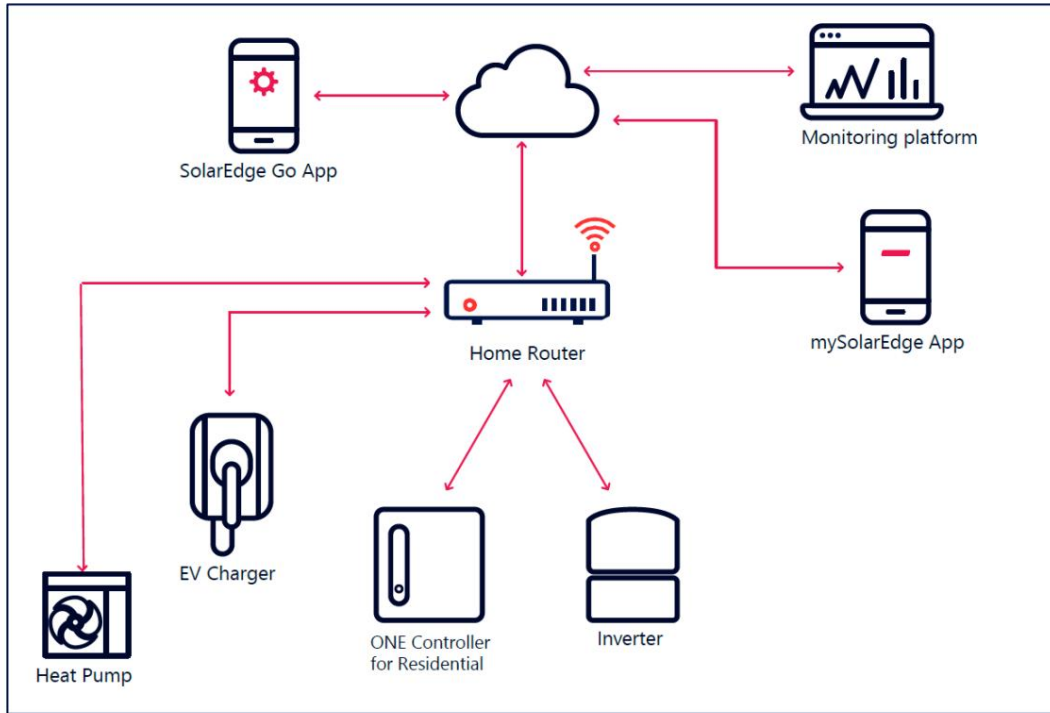 SolarEdge Go App
Monitoring platform
mySolarEdge App
Home Router
EV Charger
Heat Pump
ONE Controller
for Residential
Inverter